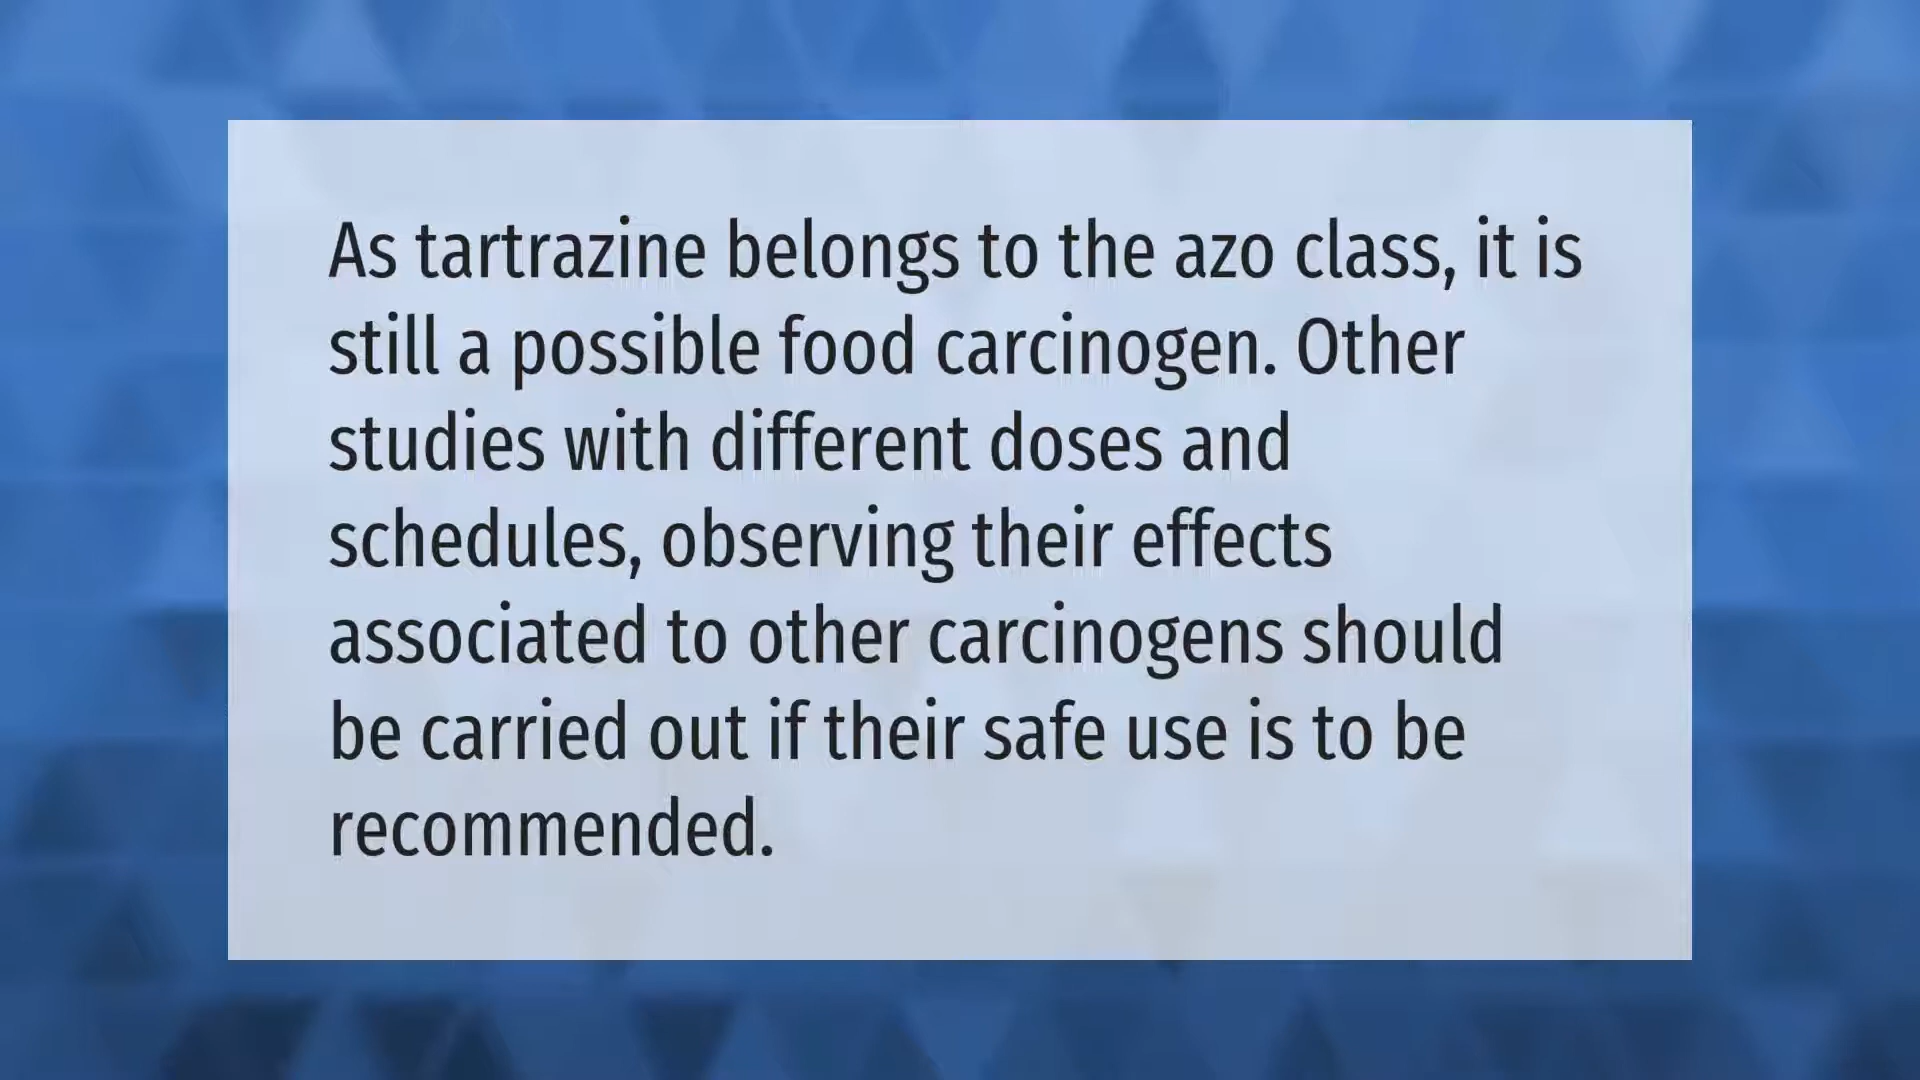 As tartrazine belongs to the azo class, it is
still a possible food carcinogen. Other
studies with different doses and
schedules, observing their effects
associated to other carcinogens should
be carried out if their safe use is to be
recommended.